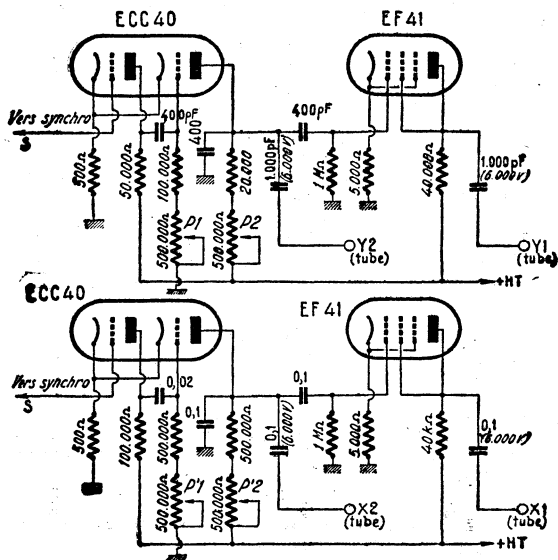 ECC40
EF41
Vers synchro
S
400pF
400
400pF
500Ω
50.000Ω
100.000Ω
20.000
1.000pF
(6.000V)
1MΩ
5.000Ω
40.000Ω
1.000pF
(6.000V)
500.000Ω
P1
500.000Ω
P2
Y2
(tube)
Y1
(tube)
+HT
ECC40
EF41
Vers synchro
S
0,02
0,1
0,1
500Ω
100.000Ω
500.000Ω
500.000Ω
0,1
(6.000V)
1MΩ
5.000Ω
40kΩ
0,1
(6.000V)
500.000Ω
P'1
500.000Ω
P'2
X2
(tube)
X1
(tube)
+HT